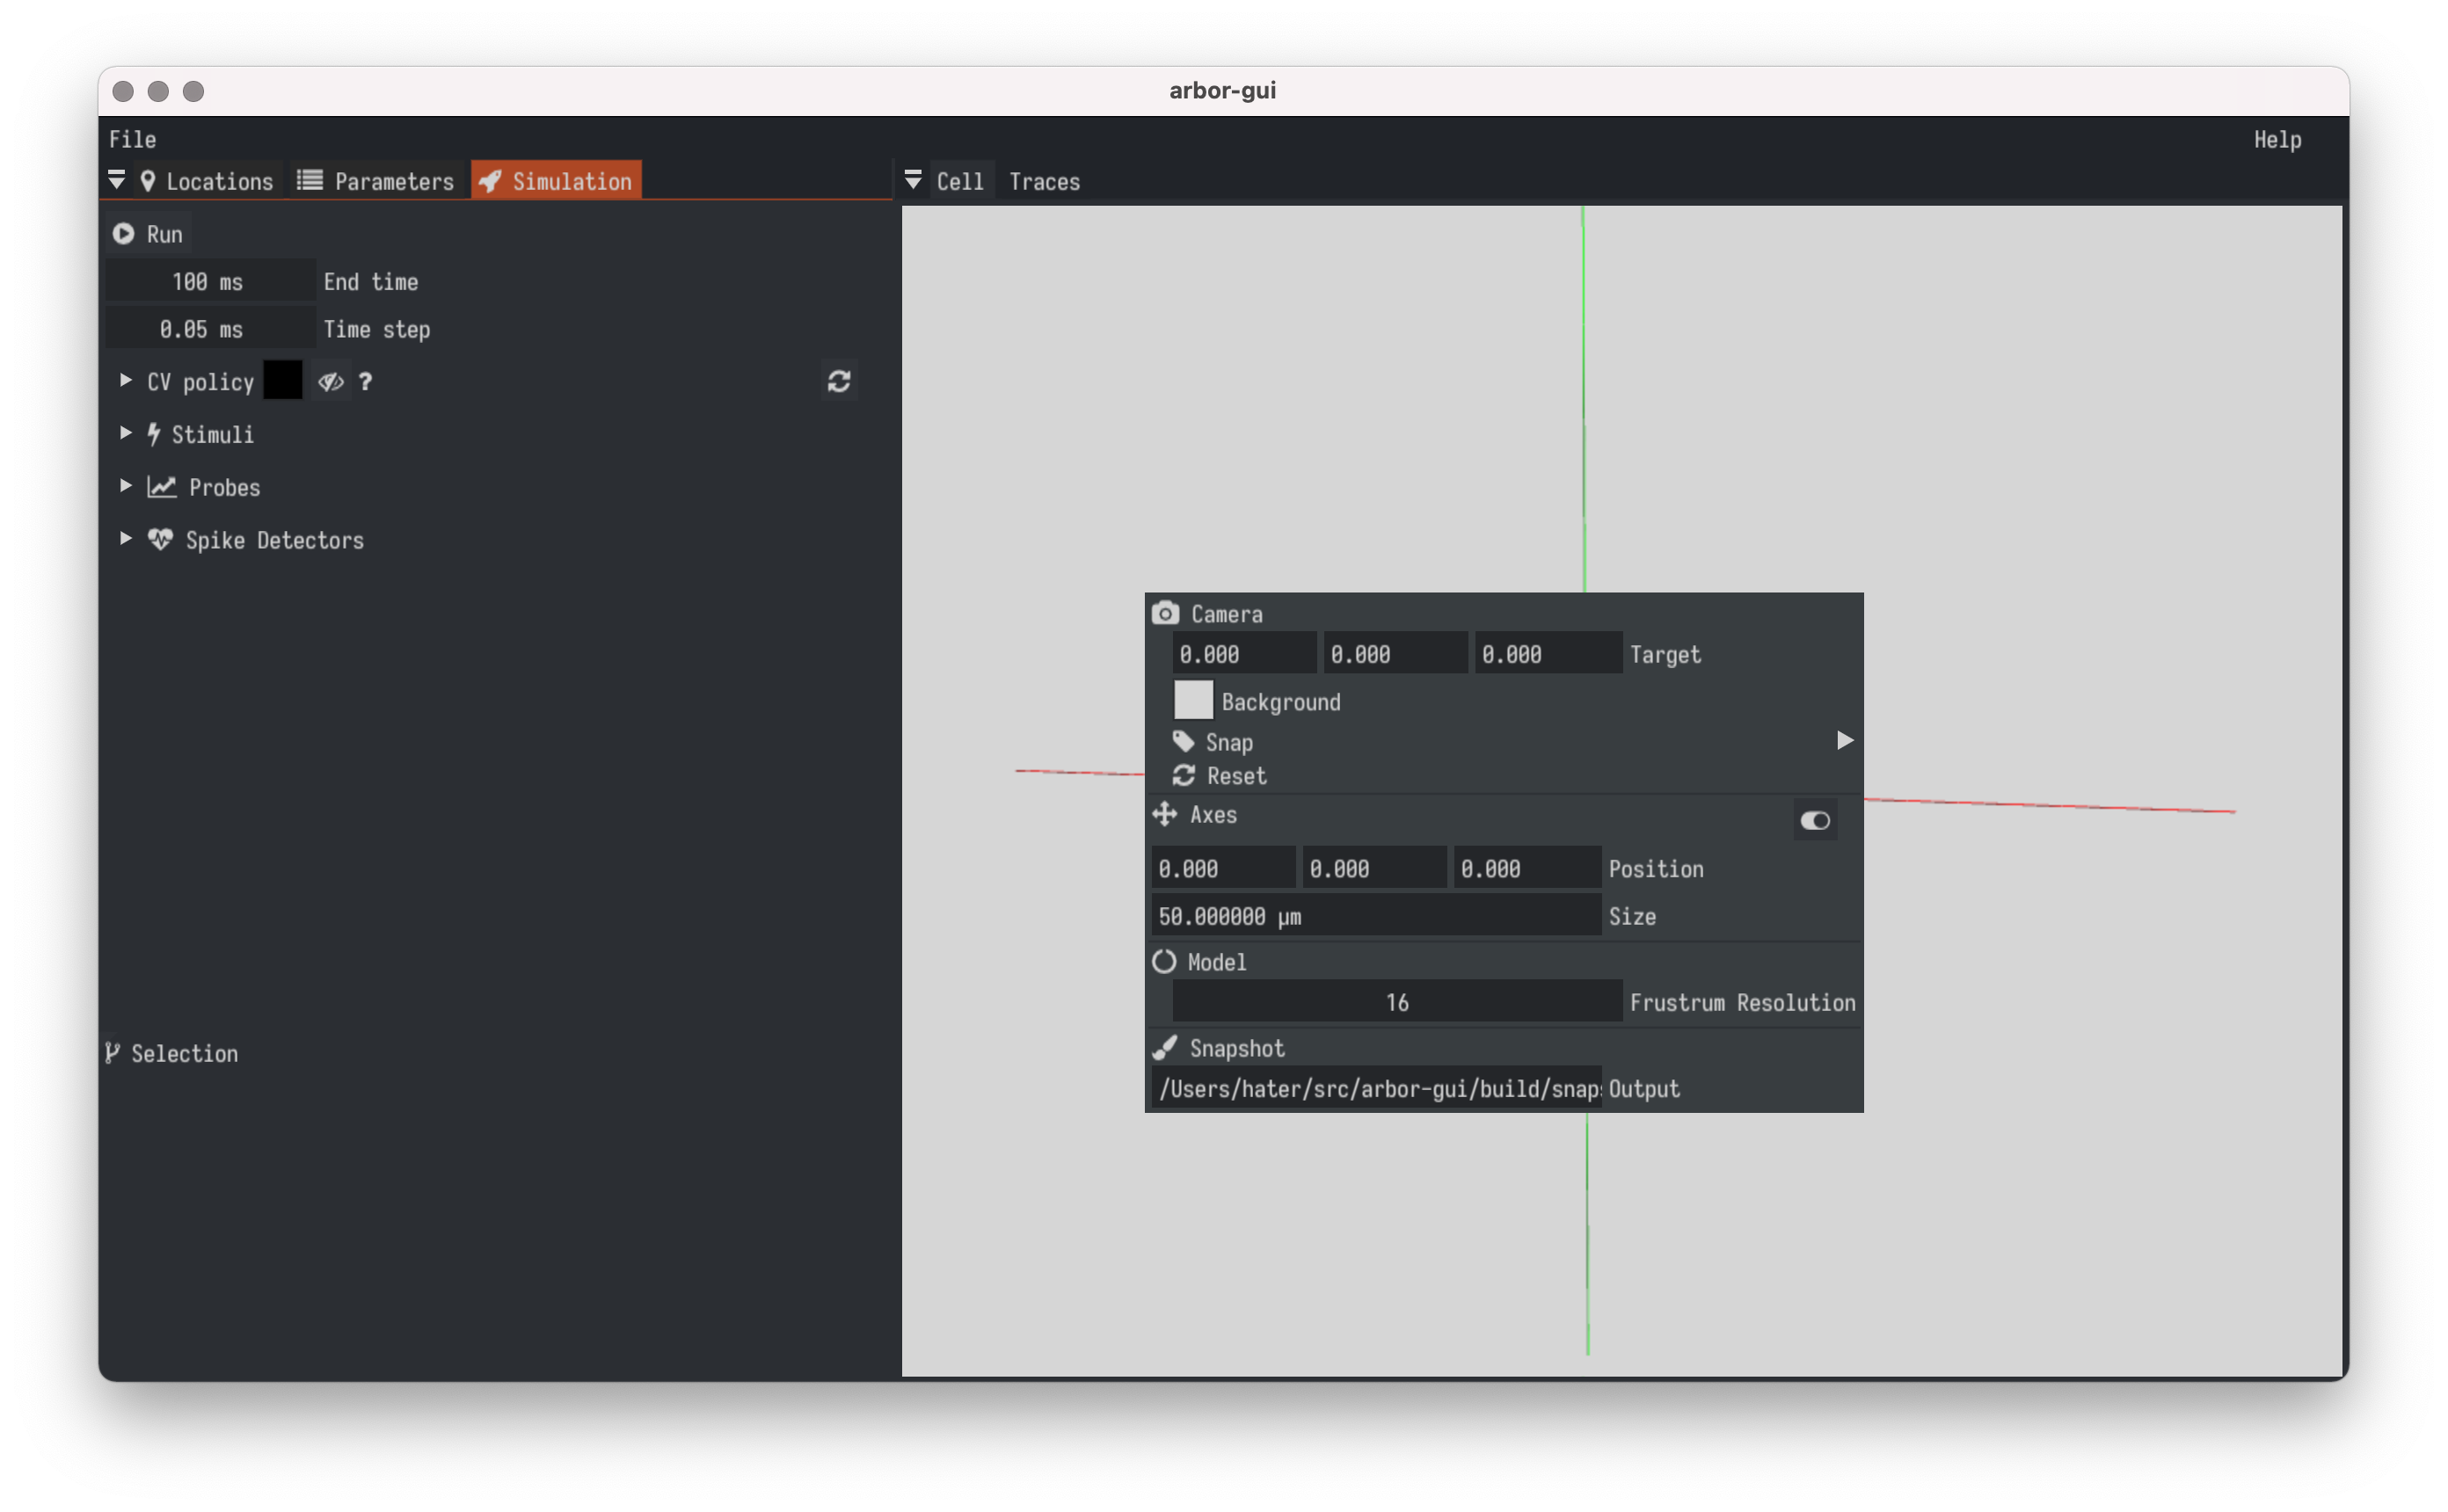 arbor-gui
File
Help
Locations
Parameters
Simulation
Cell
Traces
Run
100 ms End time
0.05 ms Time step
CV policy ?
Stimuli
Probes
Spike Detectors
Selection
Camera
0.000 0.000 0.000 Target
Background
Snap
Reset
Axes
0.000 0.000 0.000 Position
50.000000 µm Size
Model
16 Frustrum Resolution
Snapshot
/Users/hater/src/arbor-gui/build/snaps Output